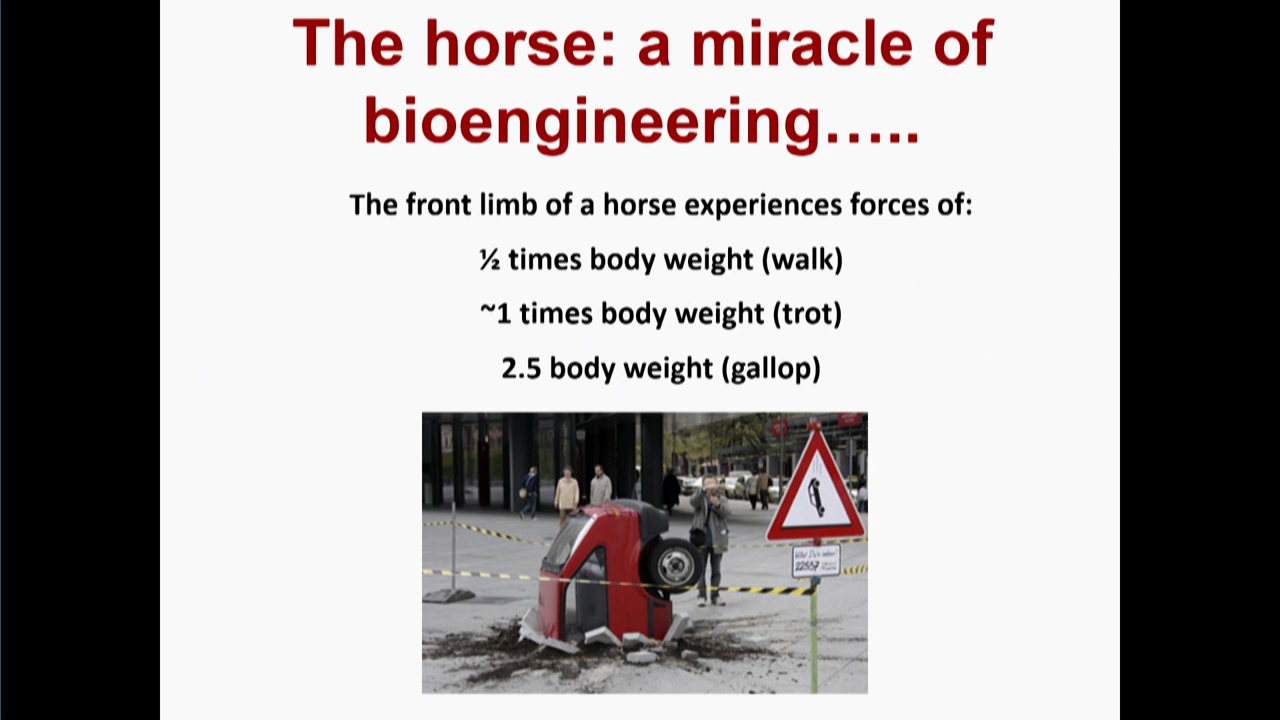 The horse: a miracle of
bioengineering…..
The front limb of a horse experiences forces of:
½ times body weight (walk)
~1 times body weight (trot)
2.5 body weight (gallop)
22557